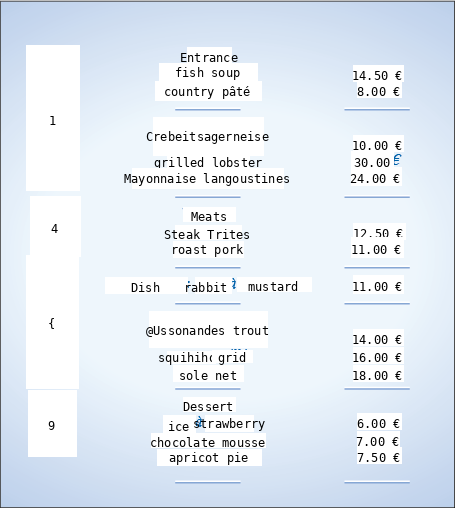 Entrance
fish soup 14.50 €
country pâté 8.00 €
1
Crebeitsagerneise
10.00 €
grilled lobster 30.00 €
Mayonnaise langoustines 24.00 €
Meats
4
Steak Trites 12.50 €
roast pork 11.00 €
Dish rabbit à mustard 11.00 €
{
@Ussonandes trout
14.00 €
grid 16.00 €
sole net 18.00 €
Dessert
9
ice strawberry 6.00 €
chocolate mousse 7.00 €
apricot pie 7.50 €